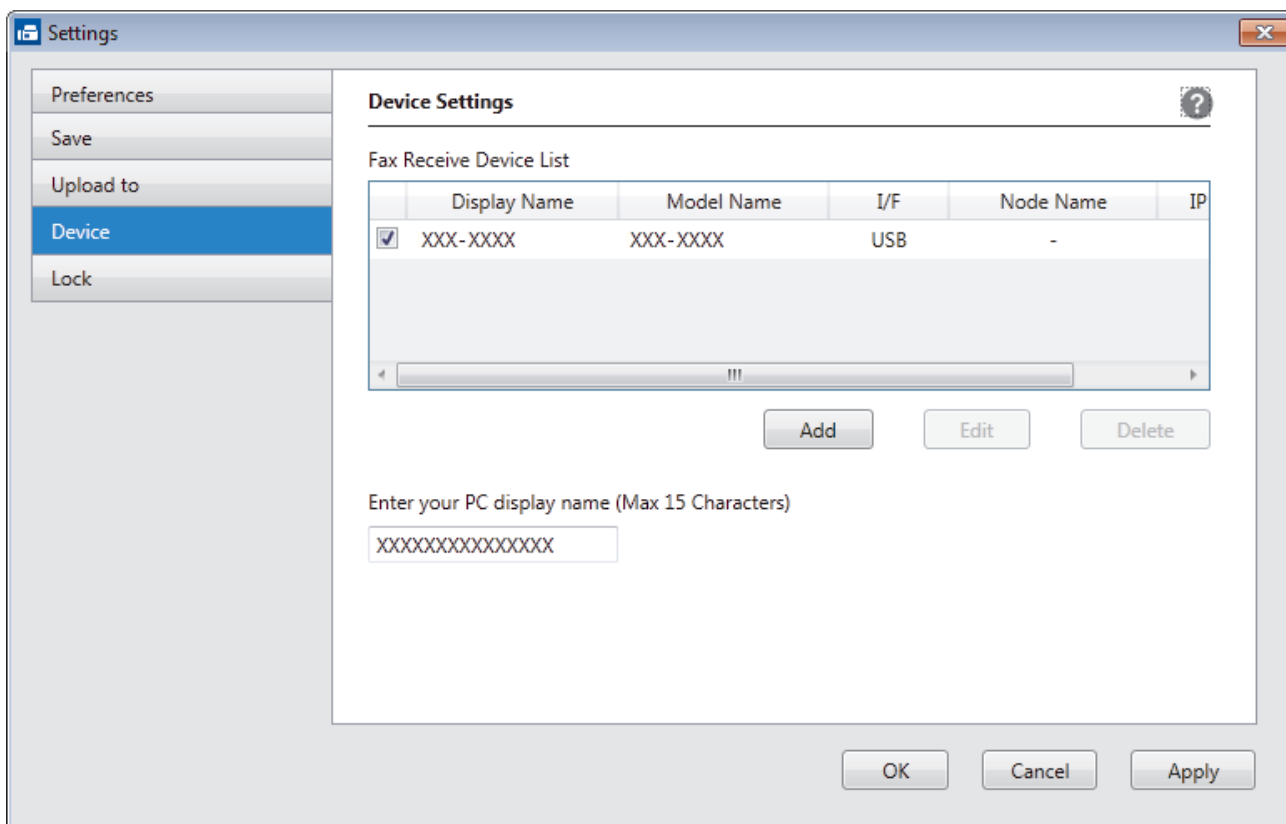 Settings
Preferences
Save
Upload to
Device
Lock
Device Settings
?
Fax Receive Device List
Display Name Model Name I/F Node Name IP
XXX-XXXX XXX-XXXX USB -
Add Edit Delete
Enter your PC display name (Max 15 Characters)
XXXXXXXXXXXXXXX
OK Cancel Apply